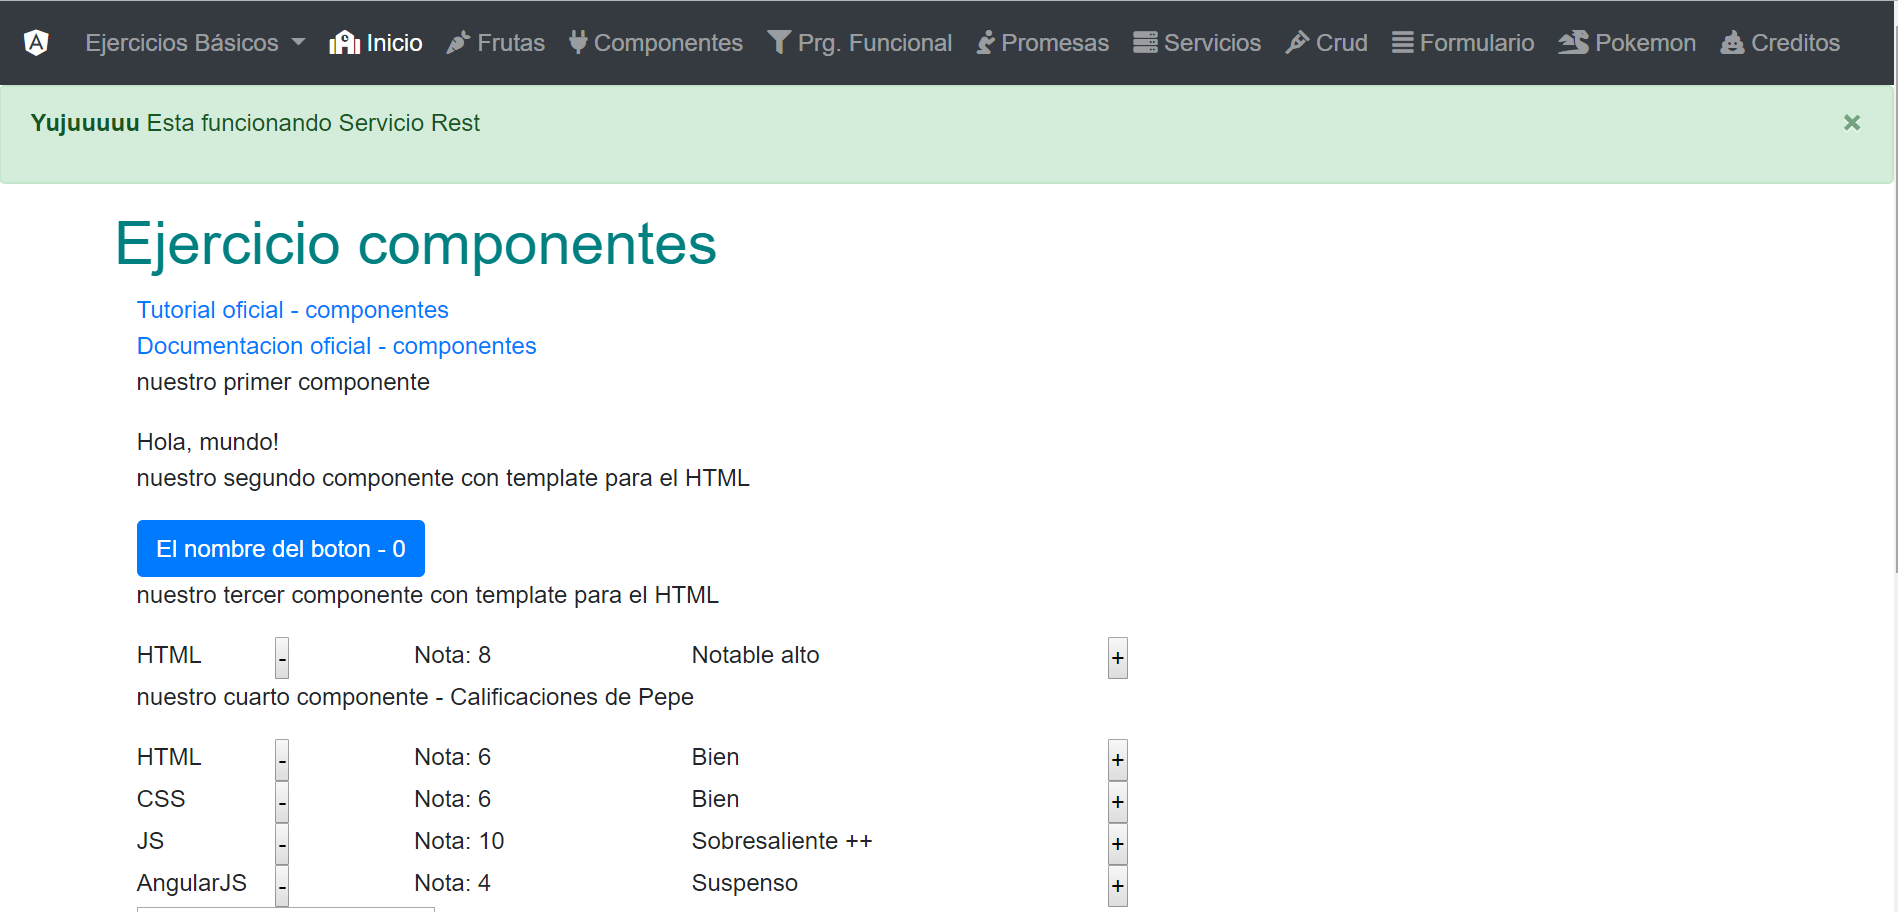 Ejercicios Básicos Inicio Frutas Componentes Prg. Funcional Promesas Servicios Crud Formulario Pokemon Creditos
Yujuuuuu Esta funcionando Servicio Rest ×
Ejercicio componentes
Tutorial oficial - componentes
Documentacion oficial - componentes
nuestro primer componente
Hola, mundo!
nuestro segundo componente con template para el HTML
El nombre del boton - 0
nuestro tercer componente con template para el HTML
HTML - Nota: 8 Notable alto +
nuestro cuarto componente - Calificaciones de Pepe
HTML - Nota: 6 Bien +
CSS - Nota: 6 Bien +
JS - Nota: 10 Sobresaliente ++ +
AngularJS - Nota: 4 Suspenso +